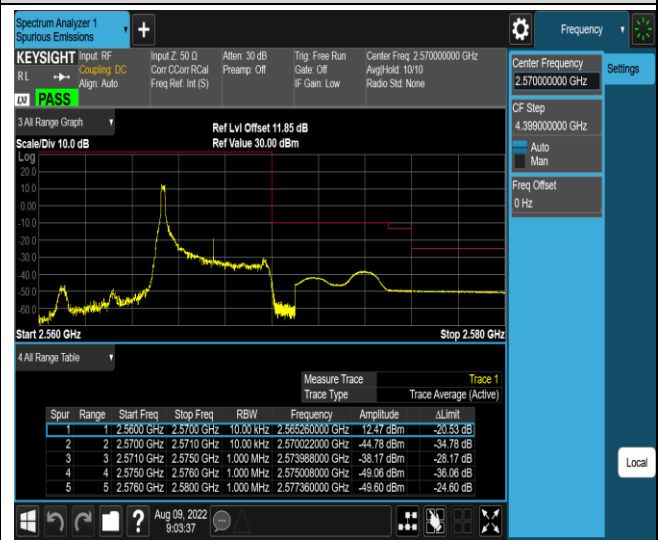 Spectrum Analyzer 1
Spurious Emissions
Frequency
KEYSIGHT
RL
PASS
Input: RF
Coupling: DC
Align: Auto
Input Z: 50 Ω
Corr CCorr RCal
Freq Ref: Int (S)
Atten: 30 dB
Preamp: Off
Trig: Free Run
Gate: Off
IF Gain: Low
Center Freq: 2.570000000 GHz
Avg|Hold: 10/10
Radio Std: None
Center Frequency
2.570000000 GHz
Settings
CF Step
4.399000000 GHz
Auto
Man
Freq Offset
0 Hz
3 All Range Graph
Scale/Div 10.0 dB
Ref Lvl Offset 11.85 dB
Ref Value 30.00 dBm
Log
20.0
10.0
0.00
-10.0
-20.0
-30.0
-40.0
-50.0
-60.0
Start 2.560 GHz
Stop 2.580 GHz
4 All Range Table
Measure Trace Trace 1
Trace Type Trace Average (Active)
Spur Range Start Freq Stop Freq RBW Frequency Amplitude ΔLimit
1 1 2.5600 GHz 2.5700 GHz 10.00 kHz 2.565260000 GHz 12.47 dBm -20.53 dB
2 2 2.5700 GHz 2.5710 GHz 10.00 kHz 2.570022000 GHz -44.78 dBm -34.78 dB
3 3 2.5710 GHz 2.5750 GHz 1.000 MHz 2.573988000 GHz -38.17 dBm -28.17 dB
4 4 2.5750 GHz 2.5760 GHz 1.000 MHz 2.575008000 GHz -49.06 dBm -36.06 dB
5 5 2.5760 GHz 2.5800 GHz 1.000 MHz 2.577360000 GHz -49.60 dBm -24.60 dB
Local
Aug 09, 2022
9:03:37